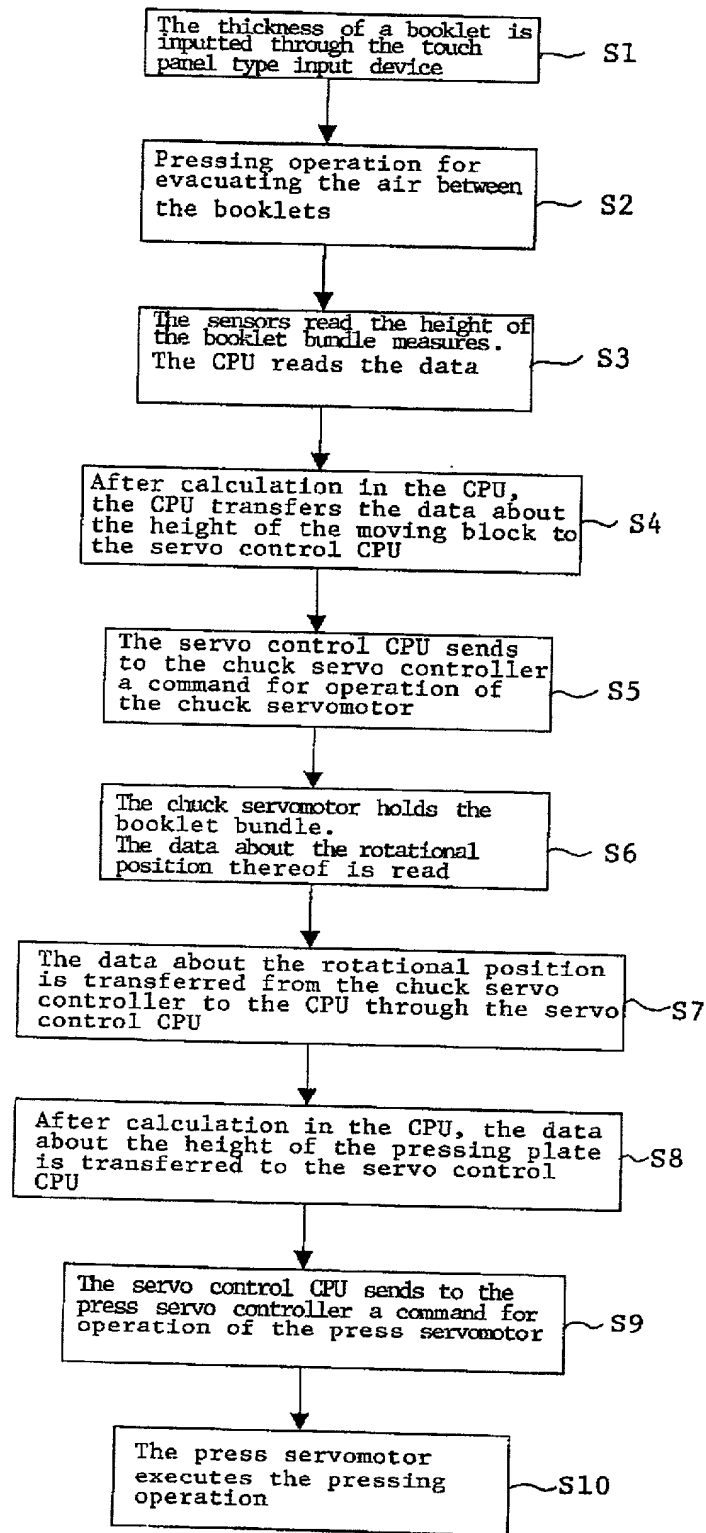 The thickness of a booklet is
inputted through the touch
panel type input device
S1
Pressing operation for
evacuating the air between
the booklets
S2
The sensors read the height of
the booklet bundle measures.
The CPU reads the data
S3
After calculation in the CPU,
the CPU transfers the data about
the height of the moving block to
the servo control CPU
S4
The servo control CPU sends
to the chuck servo controller
a command for operation of
the chuck servomotor
S5
The chuck servomotor holds the
booklet bundle.
The data about the rotational
position thereof is read
S6
The data about the rotational position
is transferred from the chuck servo
controller to the CPU through the servo
control CPU
S7
After calculation in the CPU, the data
about the height of the pressing plate
is transferred to the servo control
CPU
S8
The servo control CPU sends to the
press servo controller a command for
operation of the press servomotor
S9
The press servomotor
executes the pressing
operation
S10